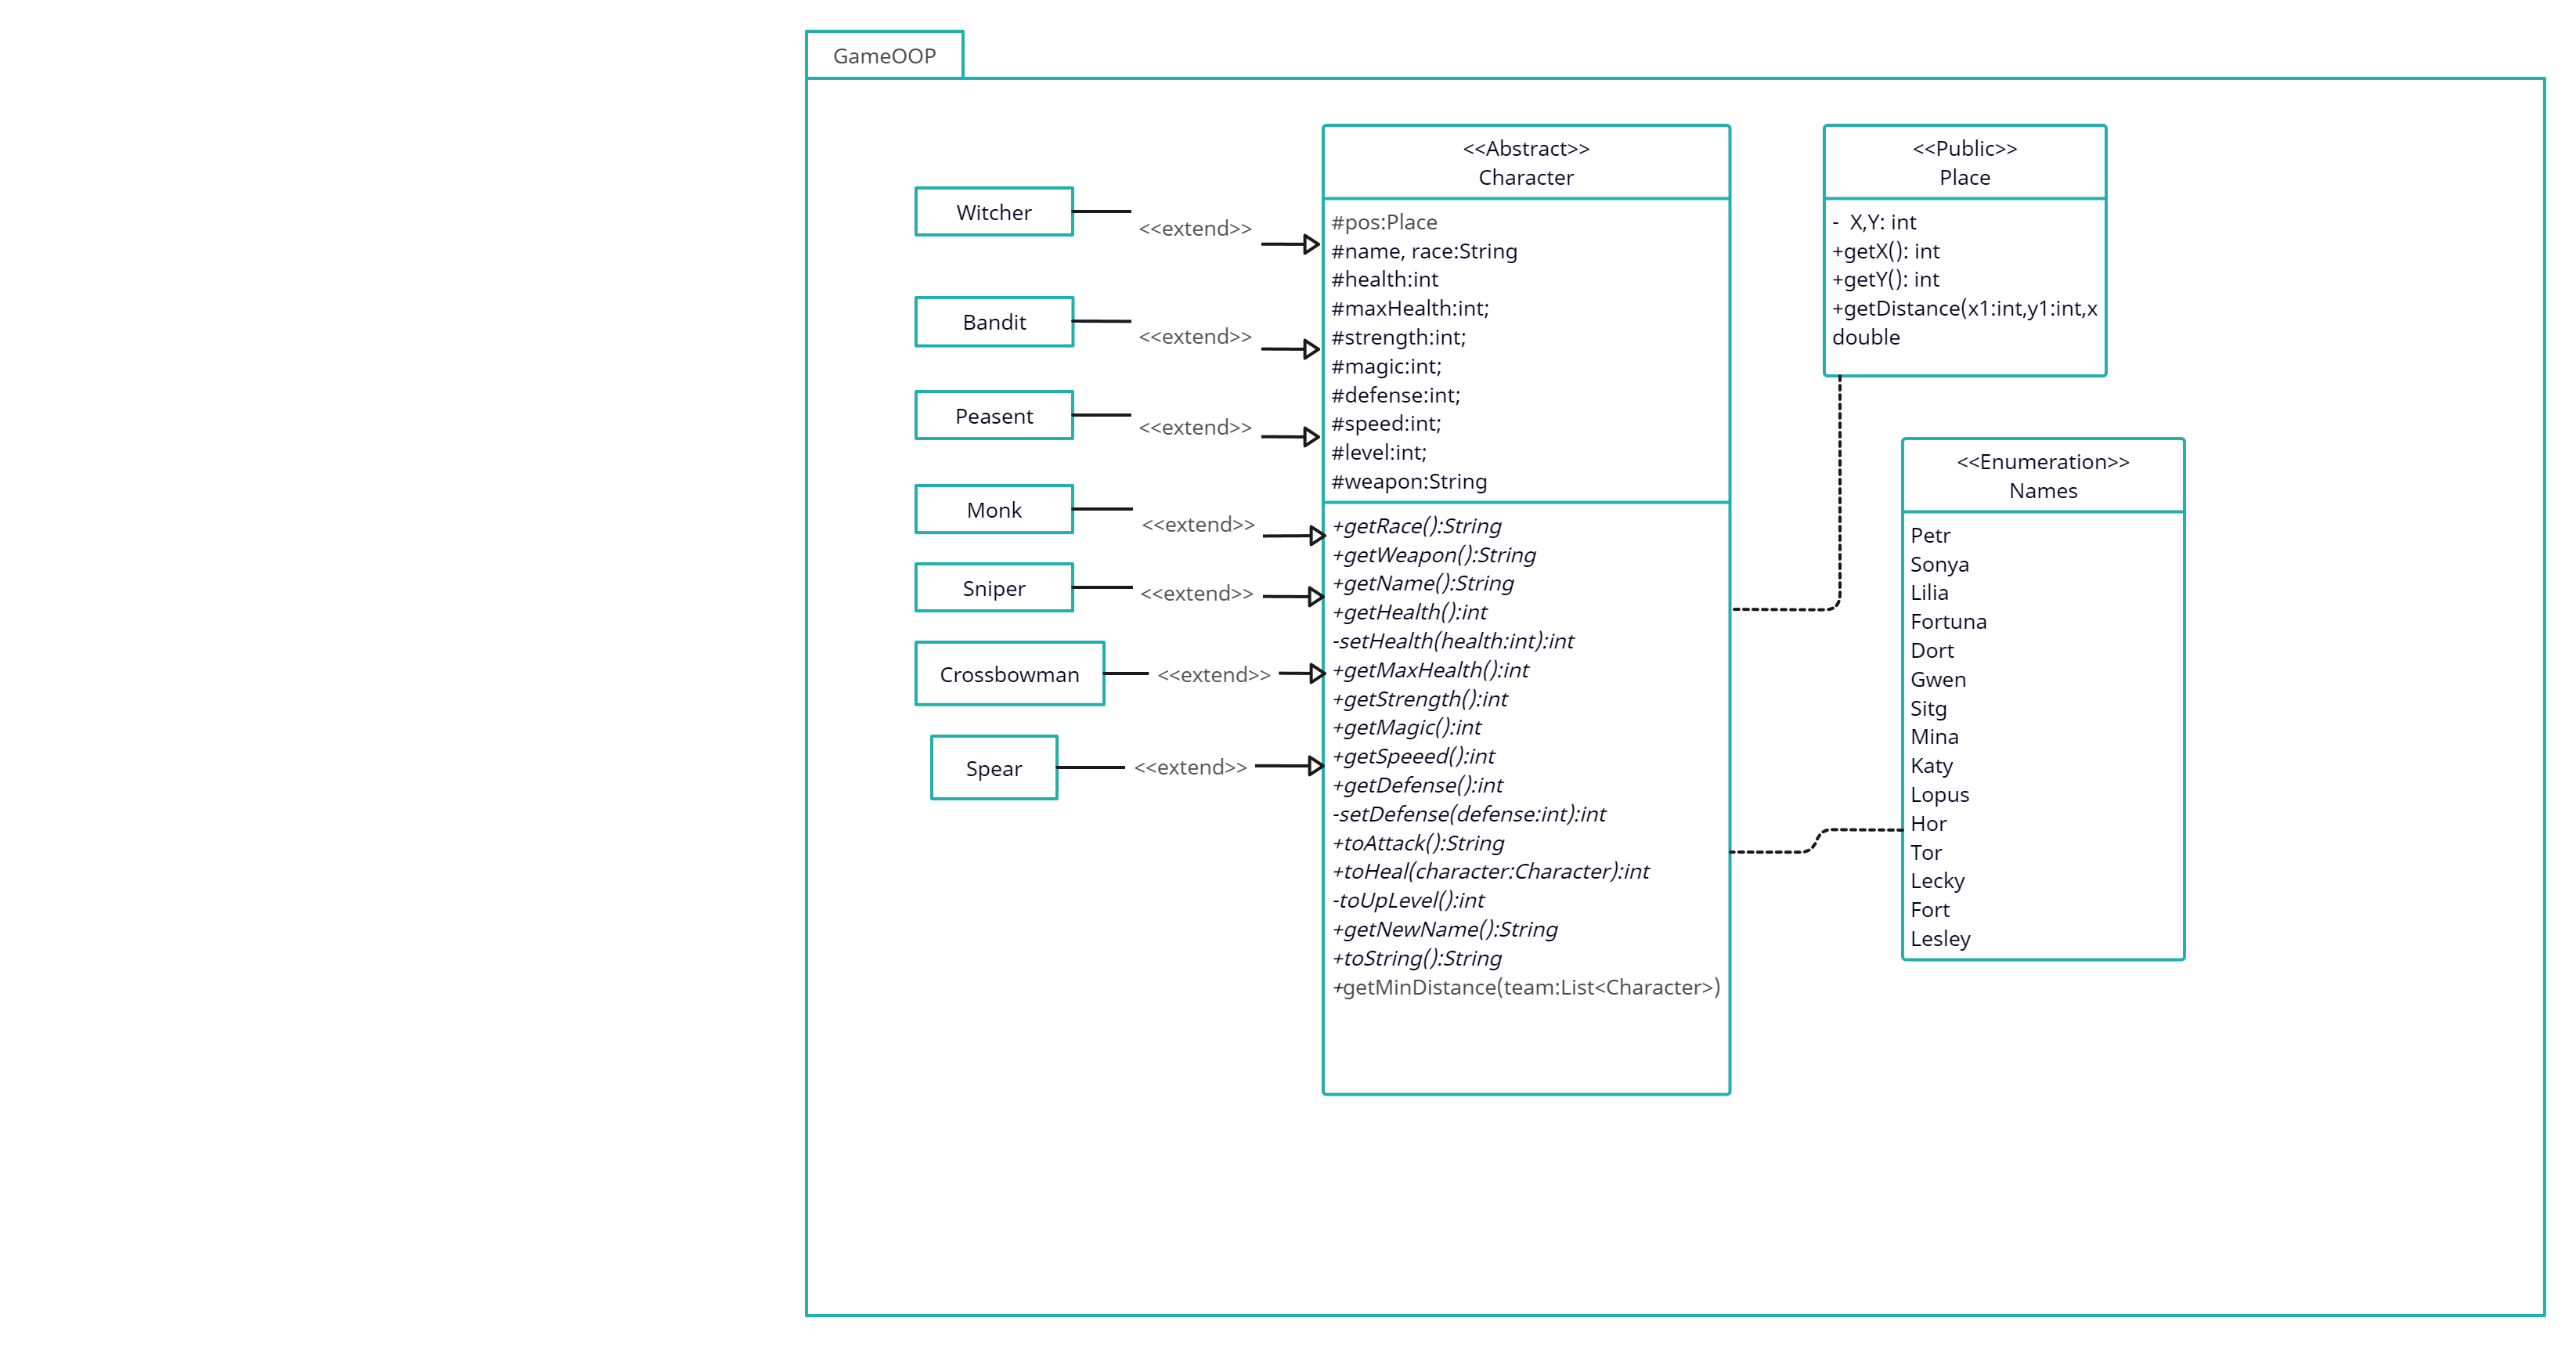 GameOOP
Witcher
<<extend>>
Bandit
<<extend>>
Peasent
<<extend>>
Monk
<<extend>>
Sniper
<<extend>>
Crossbowman
<<extend>>
Spear
<<extend>>
<<Abstract>>
Character
#pos:Place
#name, race:String
#health:int
#maxHealth:int;
#strength:int;
#magic:int;
#defense:int;
#speed:int;
#level:int;
#weapon:String
+getRace():String
+getWeapon():String
+getName():String
+getHealth():int
-setHealth(health:int):int
+getMaxHealth():int
+getStrength():int
+getMagic():int
+getSpeeed():int
+getDefense():int
-setDefense(defense:int):int
+toAttack():String
+toHeal(character:Character):int
-toUpLevel():int
+getNewName():String
+toString():String
+getMinDistance(team:List<Character>)
<<Public>>
Place
- X,Y: int
+getX(): int
+getY(): int
+getDistance(x1:int,y1:int,x
double
<<Enumeration>>
Names
Petr
Sonya
Lilia
Fortuna
Dort
Gwen
Sitg
Mina
Katy
Lopus
Hor
Tor
Lecky
Fort
Lesley